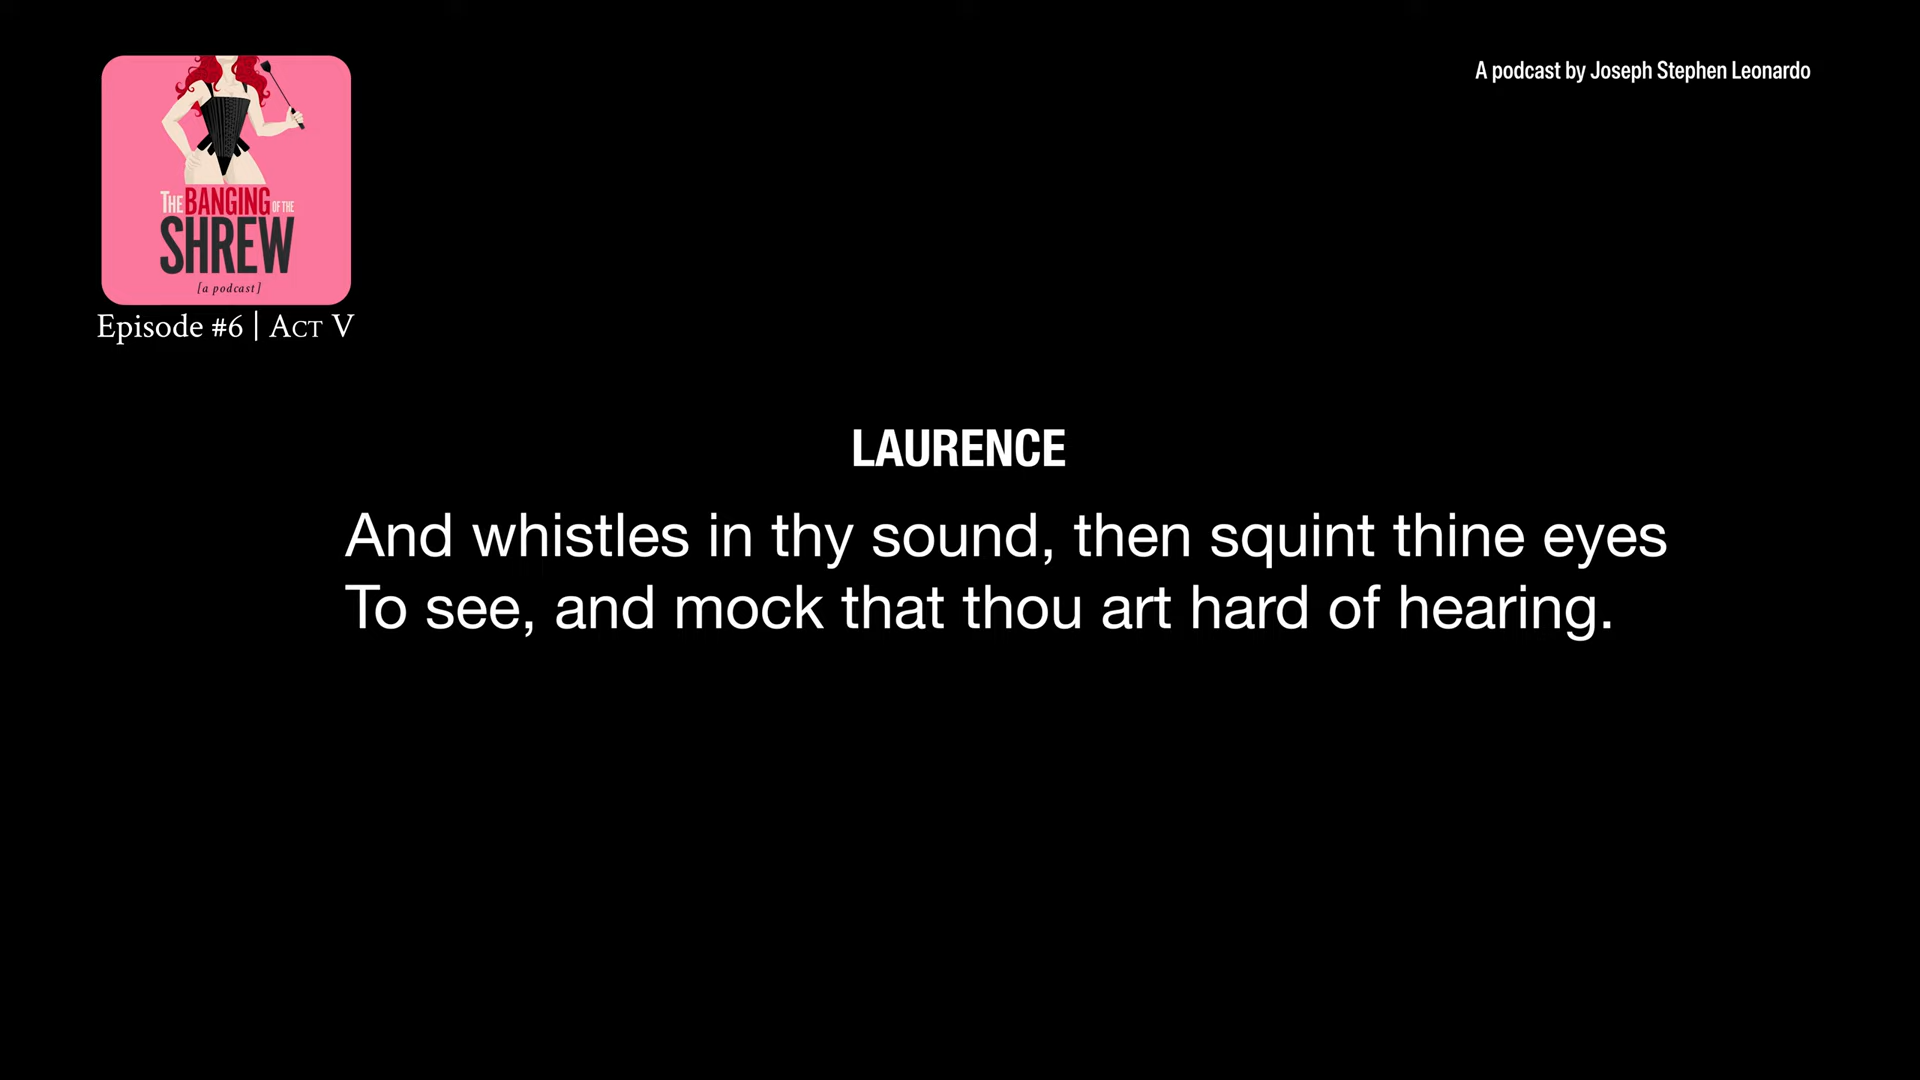 A podcast by Joseph Stephen Leonardo
THE BANGING OF THE
SHREW
[a podcast]
Episode #6 | ACT V
LAURENCE
And whistles in thy sound, then squint thine eyes
To see, and mock that thou art hard of hearing.